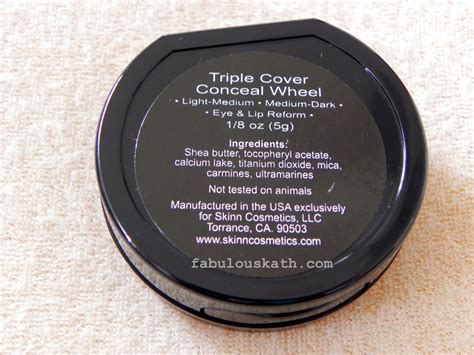 Triple Cover
Conceal Wheel
• Light-Medium • Medium-Dark •
• Eye & Lip Reform •
1/8 oz (5g)
Ingredients:
Shea butter, tocopheryl acetate,
calcium lake, titanium dioxide, mica,
carmines, ultramarines
Not tested on animals
Manufactured in the USA exclusively
for Skinn Cosmetics, LLC
Torrance, CA. 90503
www.skinncosmetics.com
fabulouskath.com